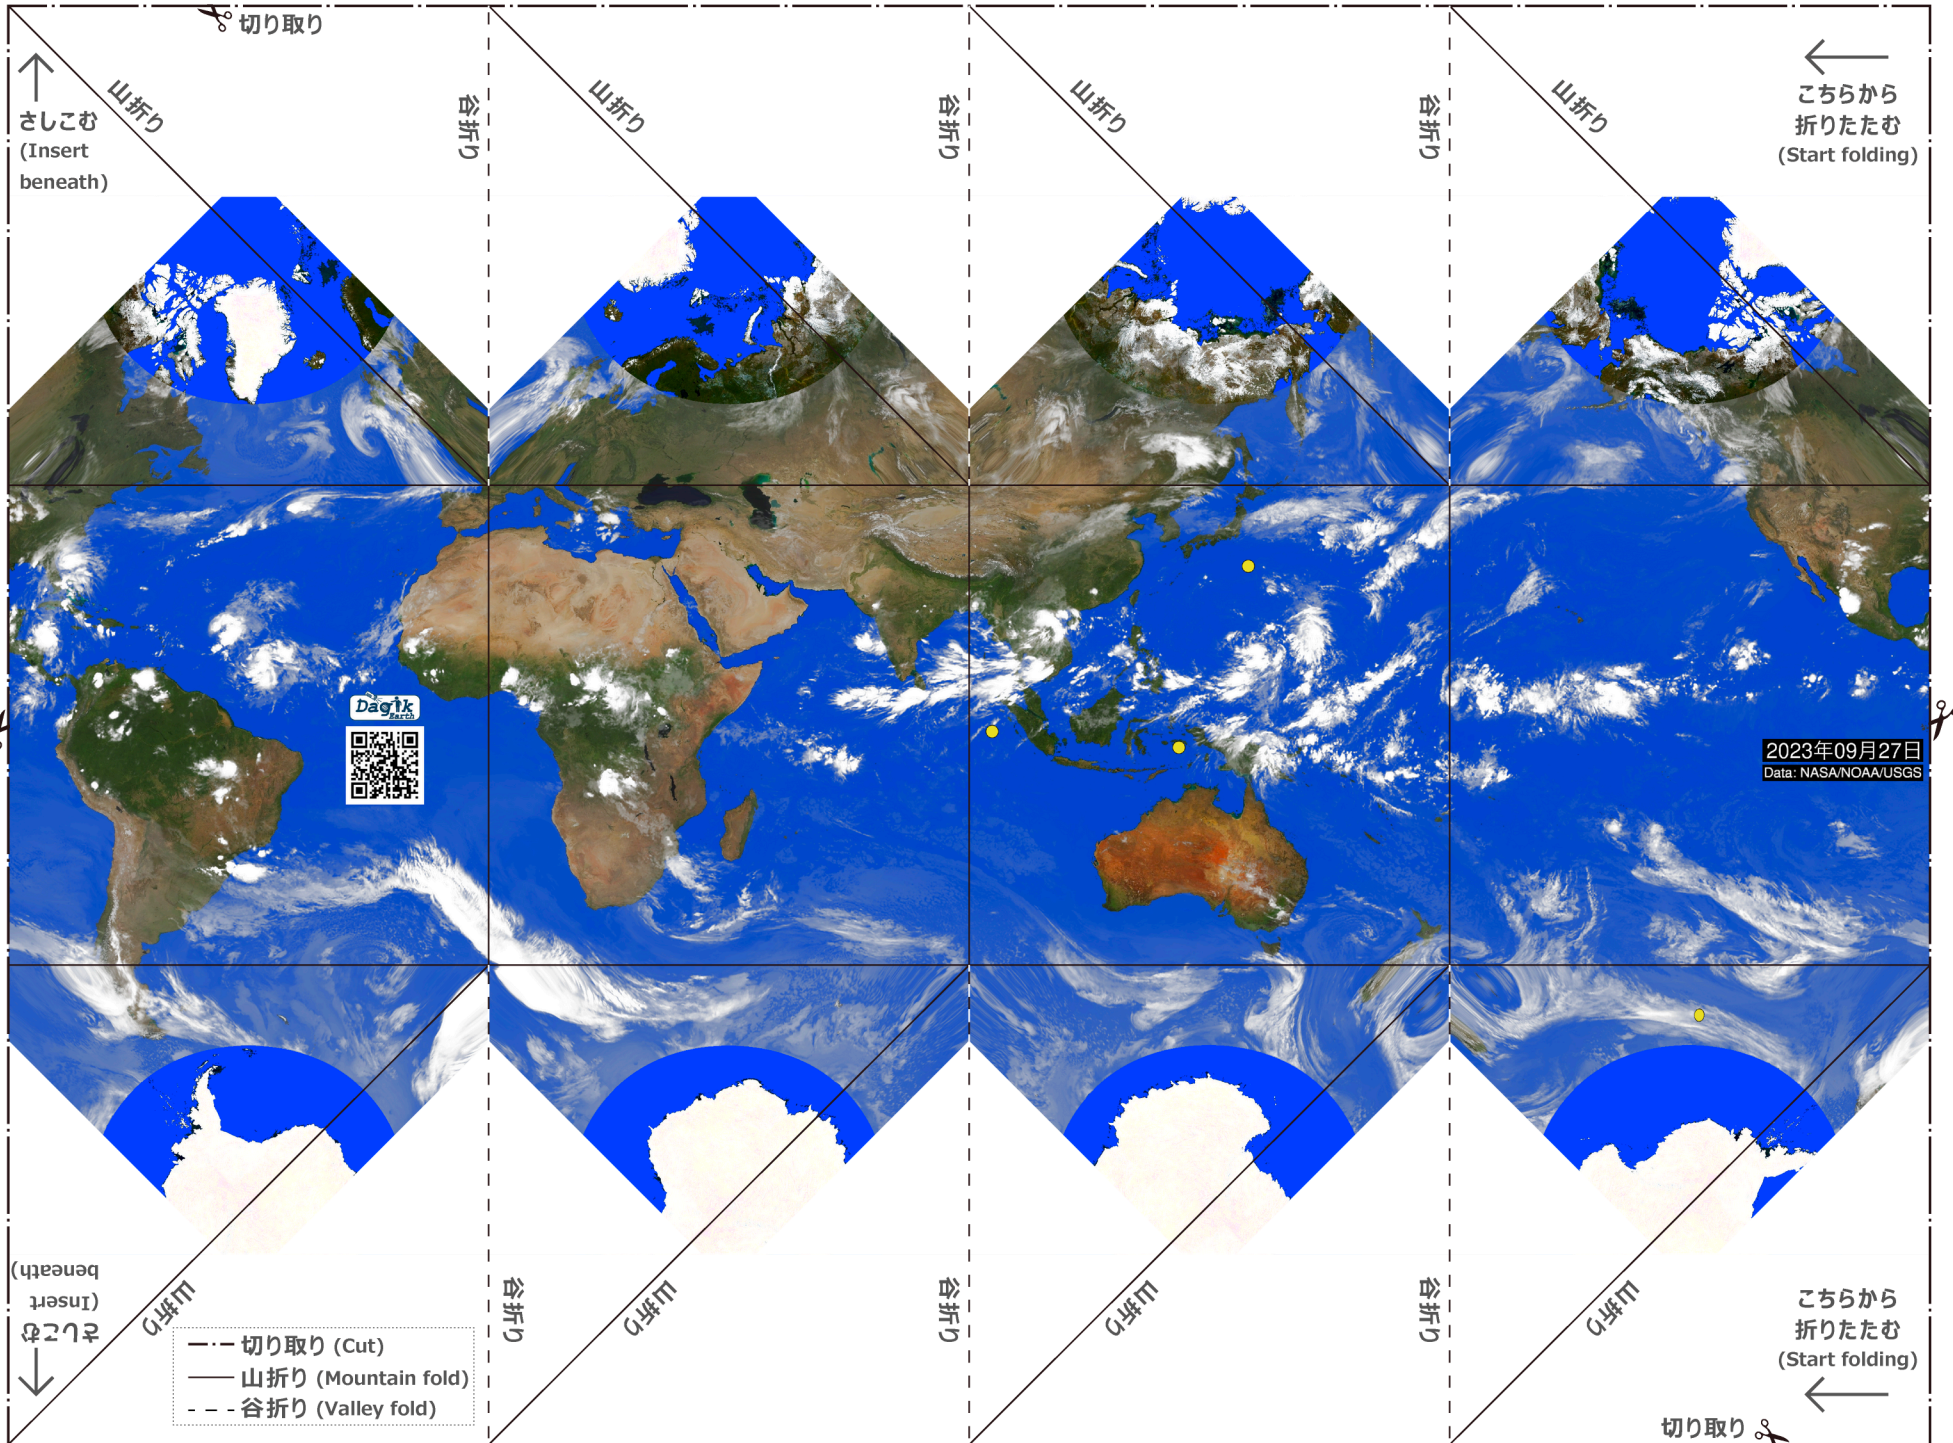 切り取り
さしこむ
(Insert
beneath)
山折り
谷折り
山折り
谷折り
山折り
谷折り
山折り
こちらから
折りたたむ
(Start folding)
Dagik
Earth
2023年09月27日
Data: NASA/NOAA/USGS
さしこむ
(Insert
beneath)
山折り
谷折り
山折り
谷折り
山折り
谷折り
山折り
こちらから
折りたたむ
(Start folding)
切り取り (Cut)
山折り (Mountain fold)
谷折り (Valley fold)
切り取り